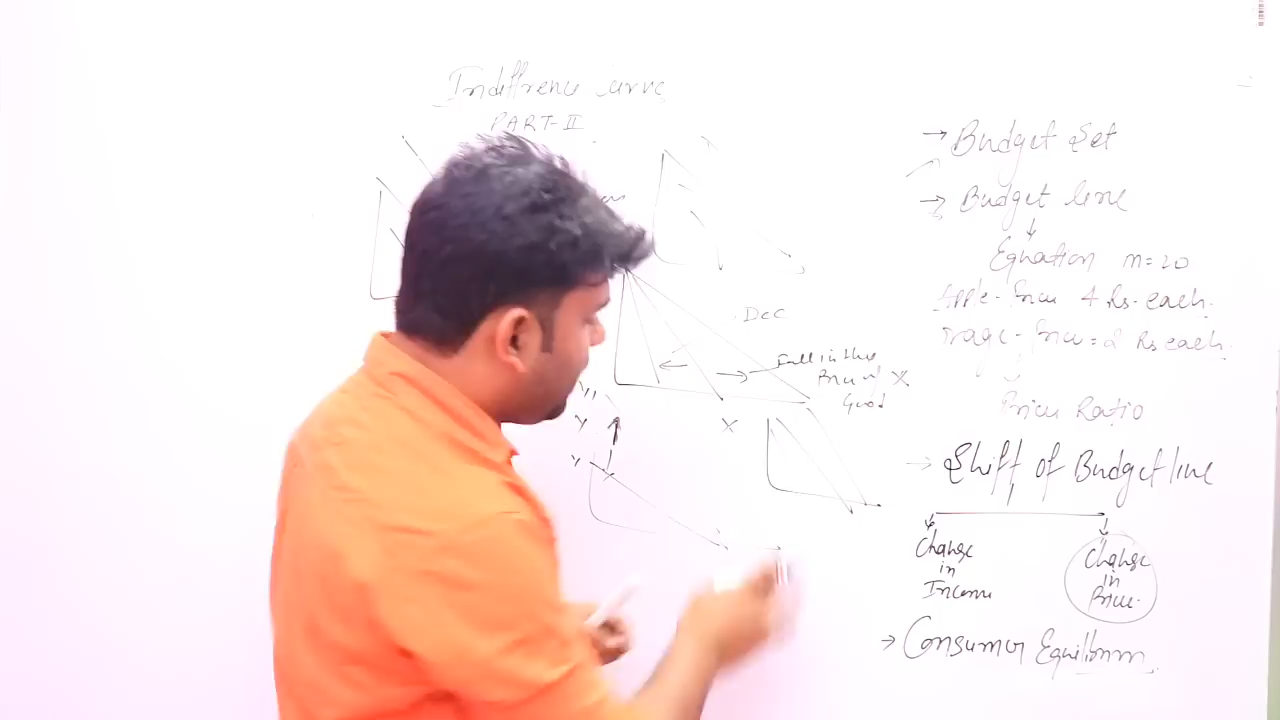 Indiffrence curve
PART-II
Dec
Fall in the
Price of X
Good
Y
Y
X
→ Budget Set
→ Budget line
Equation m=20
Apple - Price 4 Rs. each.
Price = 2 Rs each.
Price Ratio
→ Shift of Budget line
Change
in
Income
Change
in
Price
→ Consumer Equilibrium